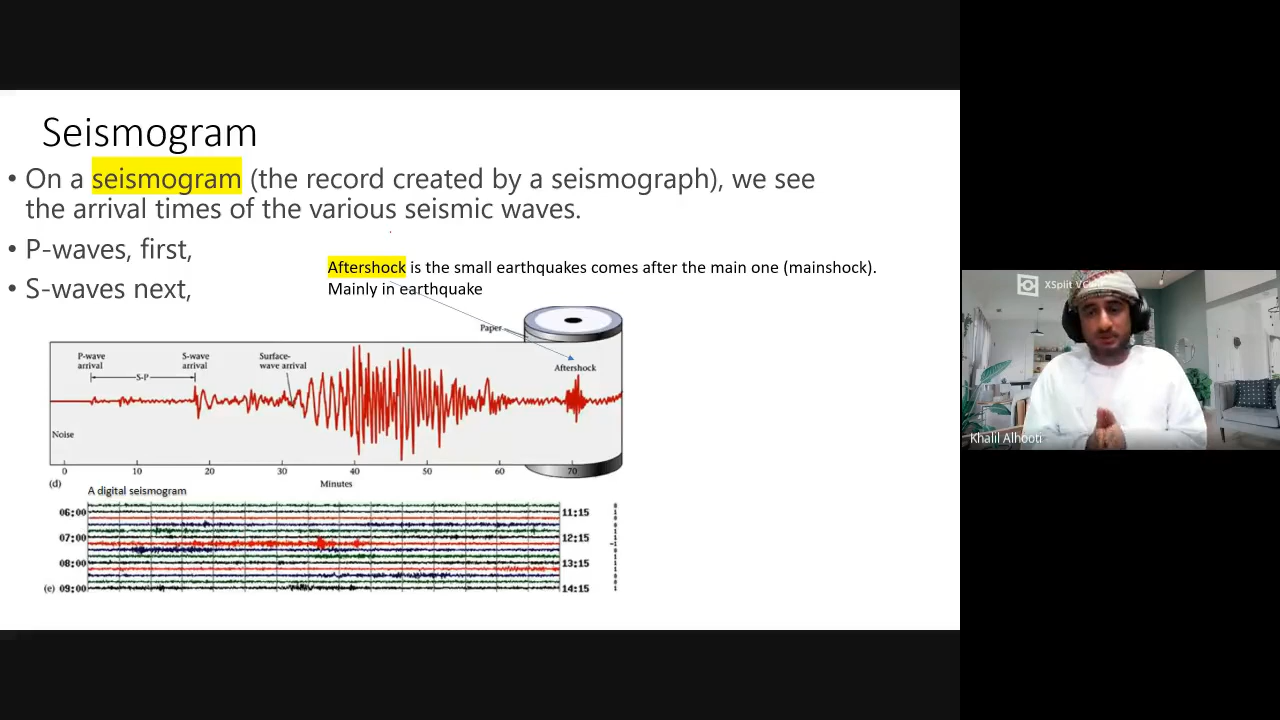 Seismogram
• On a seismogram (the record created by a seismograph), we see
the arrival times of the various seismic waves.
• P-waves, first,
• S-waves next,
Aftershock is the small earthquakes comes after the main one (mainshock).
Mainly in earthquake
Paper
P-wave
arrival
S-P
S-wave
arrival
Surface-
wave arrival
Aftershock
Noise
0 10 20 30 40 50 60 70
(d)
Minutes
A digital seismogram
06:00 11:15
07:00 12:15
08:00 13:15
(e) 09:00 14:15
XSplit VC
Khalil Alhooti